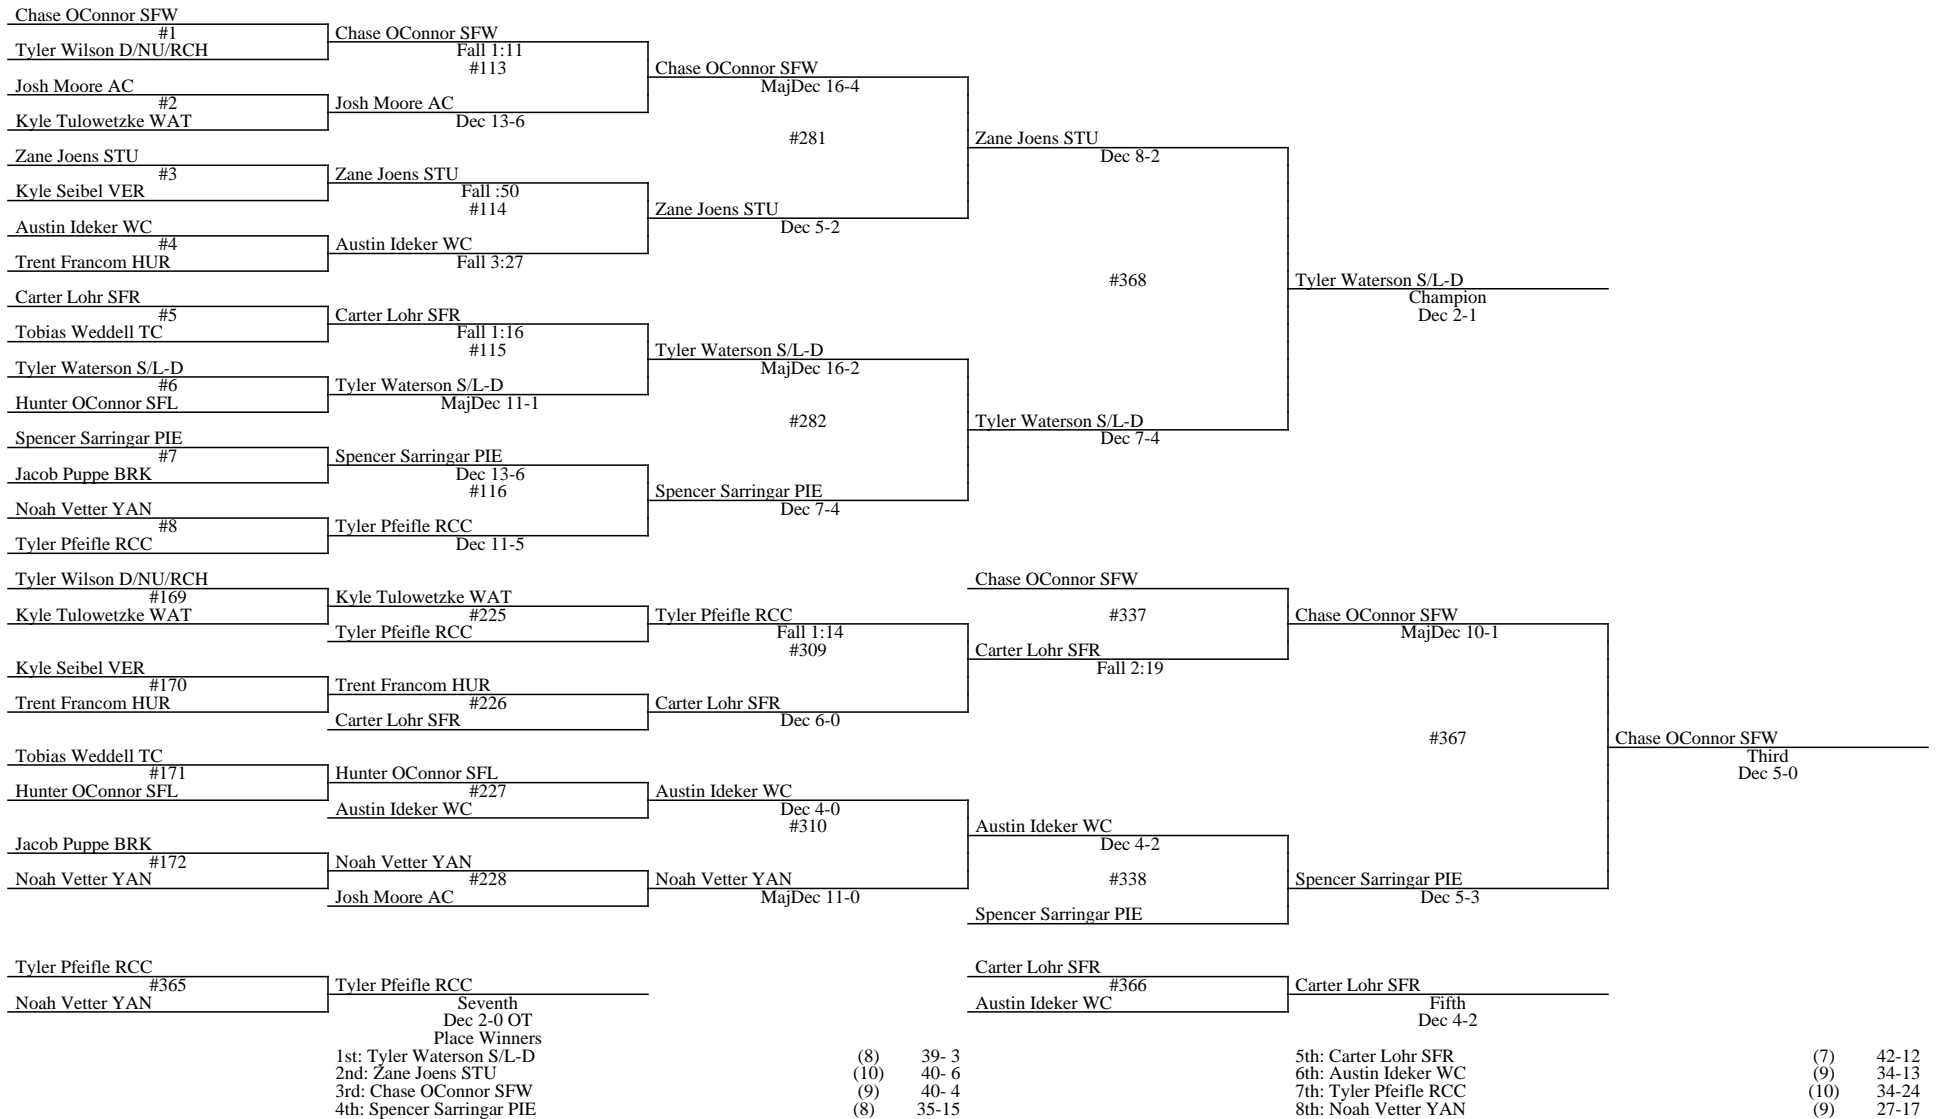 Chase OConnor SFW
#1
Tyler Wilson D/NU/RCH
Chase OConnor SFW
Fall 1:11
#113
Josh Moore AC
#2
Kyle Tulowetzke WAT
Josh Moore AC
Dec 13-6
Chase OConnor SFW
MajDec 16-4
#281
Zane Joens STU
#3
Kyle Seibel VER
Zane Joens STU
Fall :50
#114
Austin Ideker WC
#4
Trent Francom HUR
Austin Ideker WC
Fall 3:27
Zane Joens STU
Dec 5-2
Zane Joens STU
Dec 8-2
#368
Carter Lohr SFR
#5
Tobias Weddell TC
Carter Lohr SFR
Fall 1:16
#115
Tyler Waterson S/L-D
#6
Hunter OConnor SFL
Tyler Waterson S/L-D
MajDec 11-1
Tyler Waterson S/L-D
MajDec 16-2
#282
Spencer Sarringar PIE
#7
Jacob Puppe BRK
Spencer Sarringar PIE
Dec 13-6
#116
Noah Vetter YAN
#8
Tyler Pfeifle RCC
Tyler Pfeifle RCC
Dec 11-5
Spencer Sarringar PIE
Dec 7-4
Tyler Waterson S/L-D
Dec 7-4
Tyler Waterson S/L-D
Champion
Dec 2-1
Tyler Wilson D/NU/RCH
#169
Kyle Tulowetzke WAT
Kyle Tulowetzke WAT
#225
Tyler Pfeifle RCC
Tyler Pfeifle RCC
Fall 1:14
#309
Kyle Seibel VER
#170
Trent Francom HUR
Trent Francom HUR
#226
Carter Lohr SFR
Carter Lohr SFR
Dec 6-0
Chase OConnor SFW
#337
Carter Lohr SFR
Fall 2:19
Chase OConnor SFW
MajDec 10-1
#367
Tobias Weddell TC
#171
Hunter OConnor SFL
Hunter OConnor SFL
#227
Austin Ideker WC
Austin Ideker WC
Dec 4-0
#310
Jacob Puppe BRK
#172
Noah Vetter YAN
Noah Vetter YAN
#228
Josh Moore AC
Noah Vetter YAN
MajDec 11-0
Austin Ideker WC
Dec 4-2
#338
Spencer Sarringar PIE
Spencer Sarringar PIE
Dec 5-3
Chase OConnor SFW
Third
Dec 5-0
Tyler Pfeifle RCC
#365
Noah Vetter YAN
Tyler Pfeifle RCC
Seventh
Dec 2-0 OT
Carter Lohr SFR
#366
Austin Ideker WC
Carter Lohr SFR
Fifth
Dec 4-2
Place Winners
1st: Tyler Waterson S/L-D (8) 39- 3
2nd: Zane Joens STU (10) 40- 6
3rd: Chase OConnor SFW (9) 40- 4
4th: Spencer Sarringar PIE (8) 35-15
5th: Carter Lohr SFR (7) 42-12
6th: Austin Ideker WC (9) 34-13
7th: Tyler Pfeifle RCC (10) 34-24
8th: Noah Vetter YAN (9) 27-17